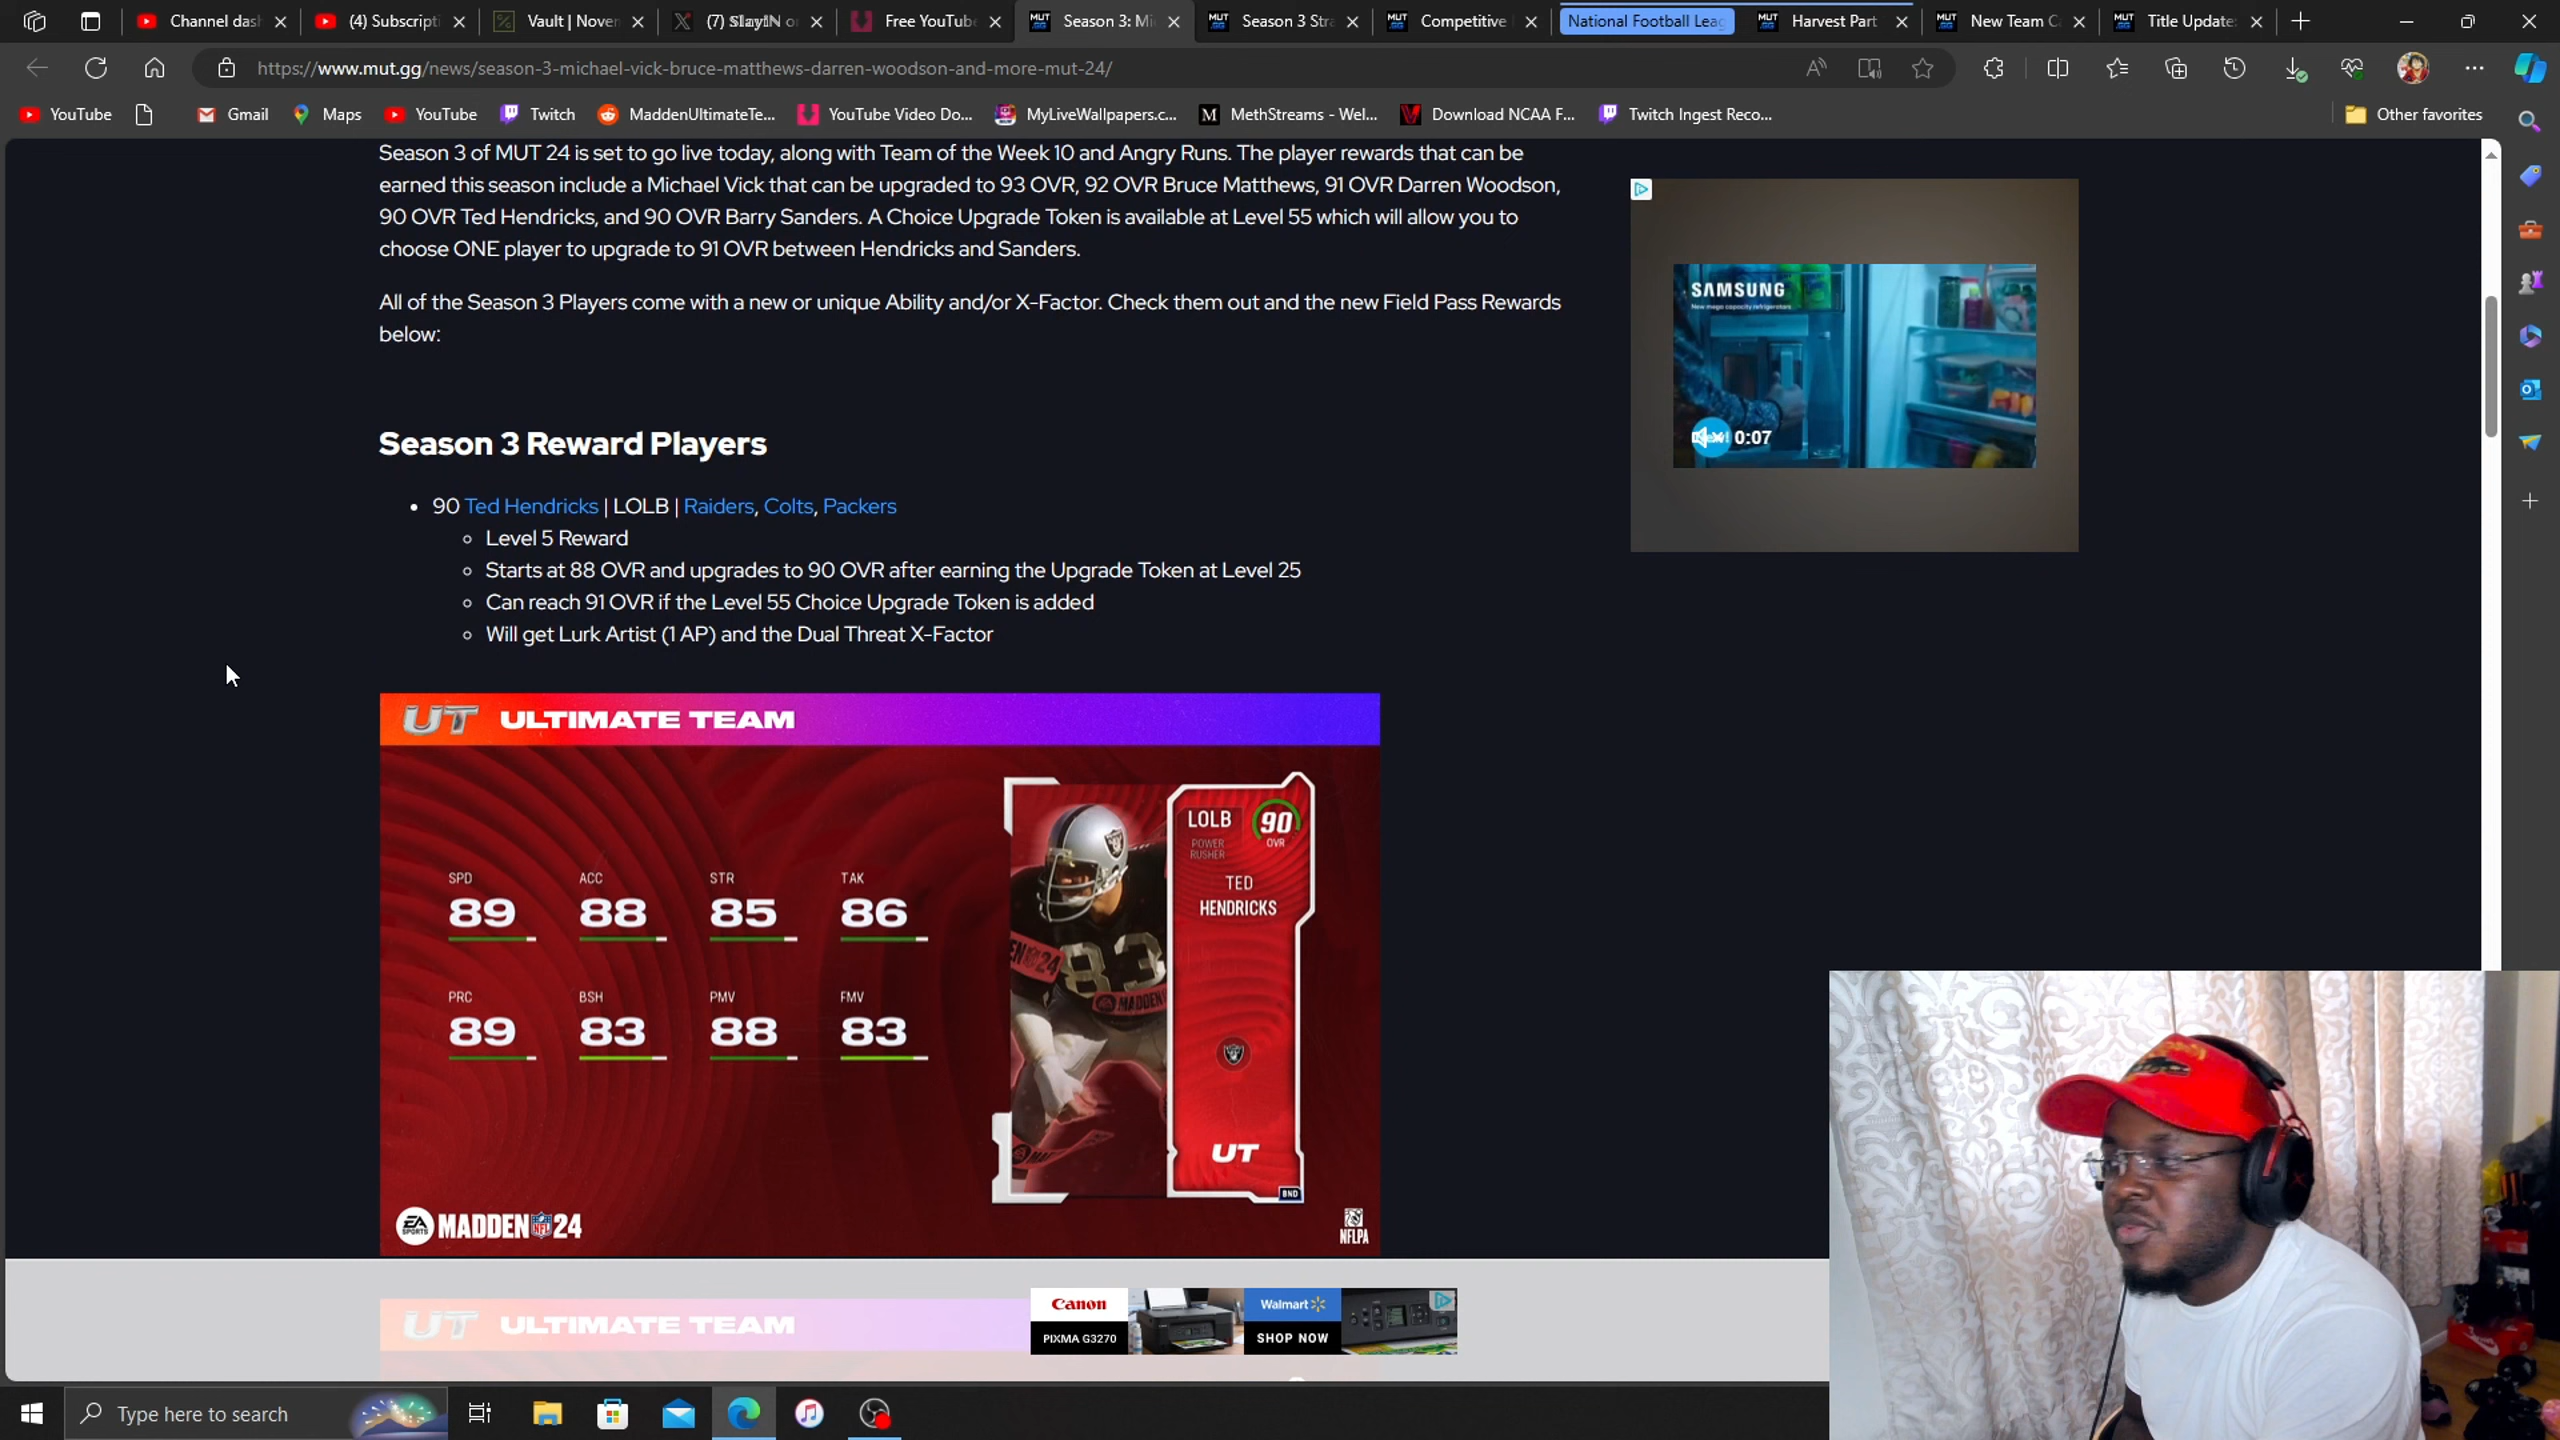 Channel das
(4) Subscripti
Vault | Nover
(7) SlayIN o
Free YouTube
Season 3: Mi
Season 3 Stra
Competitive
National Football Leag
Harvest Part
New Team C
Title Update:
https://www.mut.gg/news/season-3-michael-vick-bruce-matthews-darren-woodson-and-more-mut-24/
YouTube
Gmail
Maps
YouTube
Twitch
MaddenUltimateTe...
YouTube Video Do...
MyLiveWallpapers.c...
MethStreams - Wel...
Download NCAA F...
Twitch Ingest Reco...
Other favorites
Season 3 of MUT 24 is set to go live today, along with Team of the Week 10 and Angry Runs. The player rewards that can be
earned this season include a Michael Vick that can be upgraded to 93 OVR, 92 OVR Bruce Matthews, 91 OVR Darren Woodson,
90 OVR Ted Hendricks, and 90 OVR Barry Sanders. A Choice Upgrade Token is available at Level 55 which will allow you to
choose ONE player to upgrade to 91 OVR between Hendricks and Sanders.
All of the Season 3 Players come with a new or unique Ability and/or X-Factor. Check them out and the new Field Pass Rewards
below:
SAMSUNG
New mega capacity refrigerators
0:07
Season 3 Reward Players
90 Ted Hendricks | LOLB | Raiders, Colts, Packers
Level 5 Reward
Starts at 88 OVR and upgrades to 90 OVR after earning the Upgrade Token at Level 25
Can reach 91 OVR if the Level 55 Choice Upgrade Token is added
Will get Lurk Artist (1 AP) and the Dual Threat X-Factor
UT ULTIMATE TEAM
SPD ACC STR TAK
89 88 85 86
PRC BSH PMV FMV
89 83 88 83
LOLB
90
OVR
POWER
RUSHER
TED
HENDRICKS
83
UT
BND
EA SPORTS MADDEN NFL 24
NFLPA
UT ULTIMATE TEAM
Canon
PIXMA G3270
Walmart
SHOP NOW
Type here to search